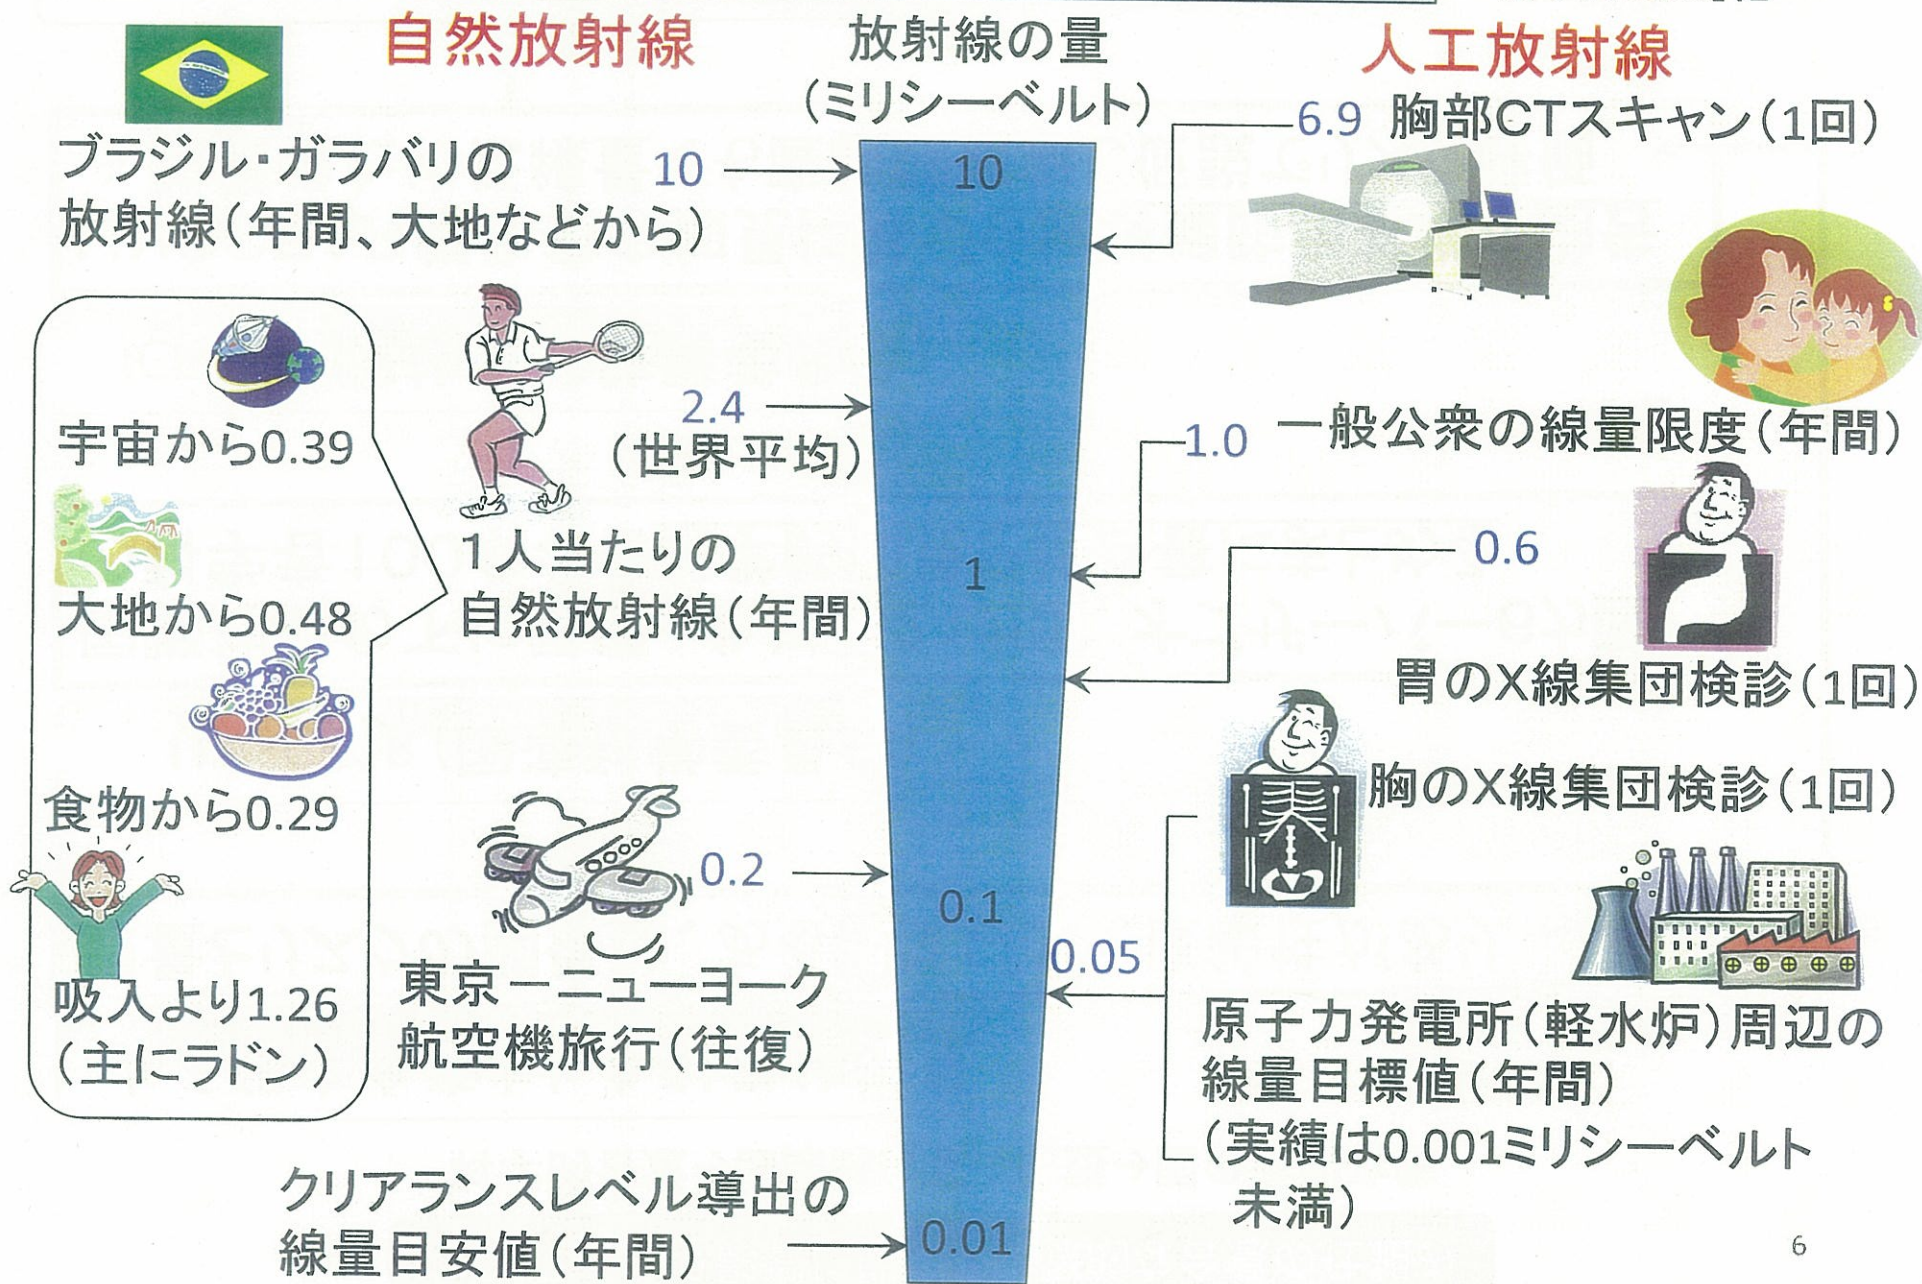 自然放射線
放射線の量
(ミリシーベルト)
人工放射線
ブラジル・ガラバリの
放射線(年間、大地などから)
10
10
6.9 胸部CTスキャン(1回)
宇宙から0.39
大地から0.48
食物から0.29
吸入より1.26
(主にラドン)
2.4
(世界平均)
1人当たりの
自然放射線(年間)
1.0 一般公衆の線量限度(年間)
1
0.6
胃のX線集団検診(1回)
胸のX線集団検診(1回)
0.2
東京-ニューヨーク
航空機旅行(往復)
0.1
0.05
原子力発電所(軽水炉)周辺の
線量目標値(年間)
(実績は0.001ミリシーベルト
未満)
クリアランスレベル導出の
線量目安値(年間)
0.01
6